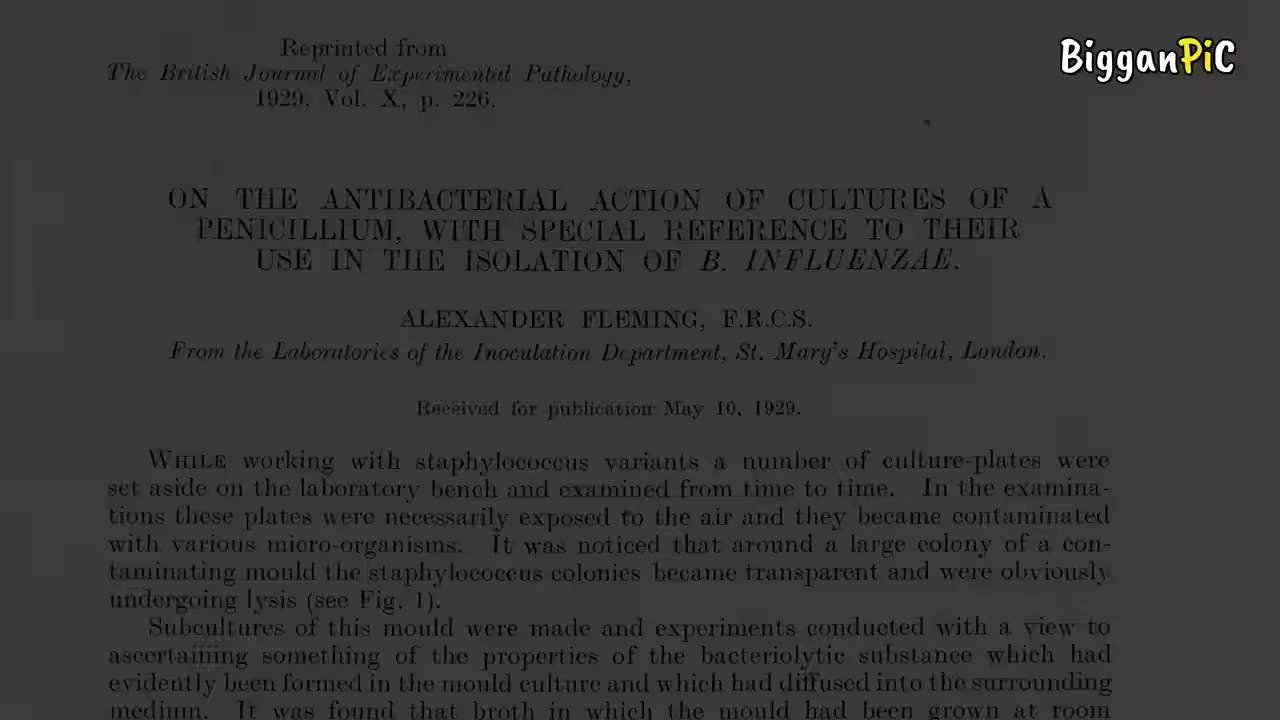 Reprinted from
The British Journal of Experimental Pathology,
1929, Vol. X, p. 226.
BigganPiC
ON THE ANTIBACTERIAL ACTION OF CULTURES OF A
PENICILLIUM, WITH SPECIAL REFERENCE TO THEIR
USE IN THE ISOLATION OF B. INFLUENZAE.
ALEXANDER FLEMING, F.R.C.S.
From the Laboratories of the Inoculation Department, St. Mary's Hospital, London.
Received for publication May 10, 1929.
WHILE working with staphylococcus variants a number of culture-plates were
set aside on the laboratory bench and examined from time to time. In the examina-
tions these plates were necessarily exposed to the air and they became contaminated
with various micro-organisms. It was noticed that around a large colony of a con-
taminating mould the staphylococcus colonies became transparent and were obviously
undergoing lysis (see Fig. 1).
Subcultures of this mould were made and experiments conducted with a view to
ascertaining something of the properties of the bacteriolytic substance which had
evidently been formed in the mould culture and which had diffused into the surrounding
medium. It was found that broth in which the mould had been grown at room